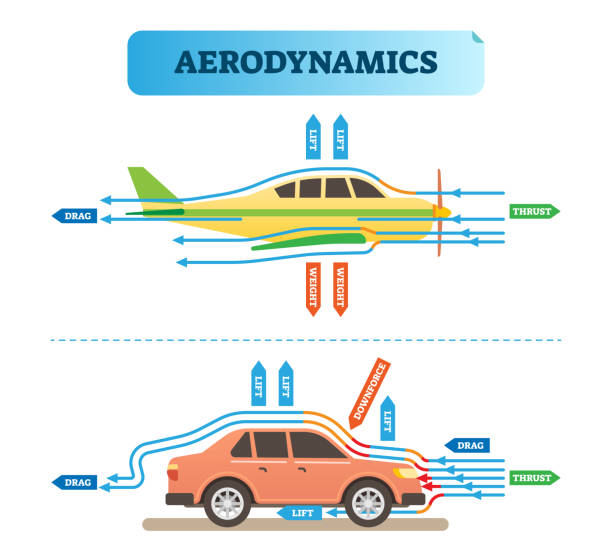 AERODYNAMICS
LIFT
LIFT
DRAG
THRUST
WEIGHT
WEIGHT
LIFT
LIFT
DOWNFORCE
LIFT
DRAG
DRAG
THRUST
LIFT